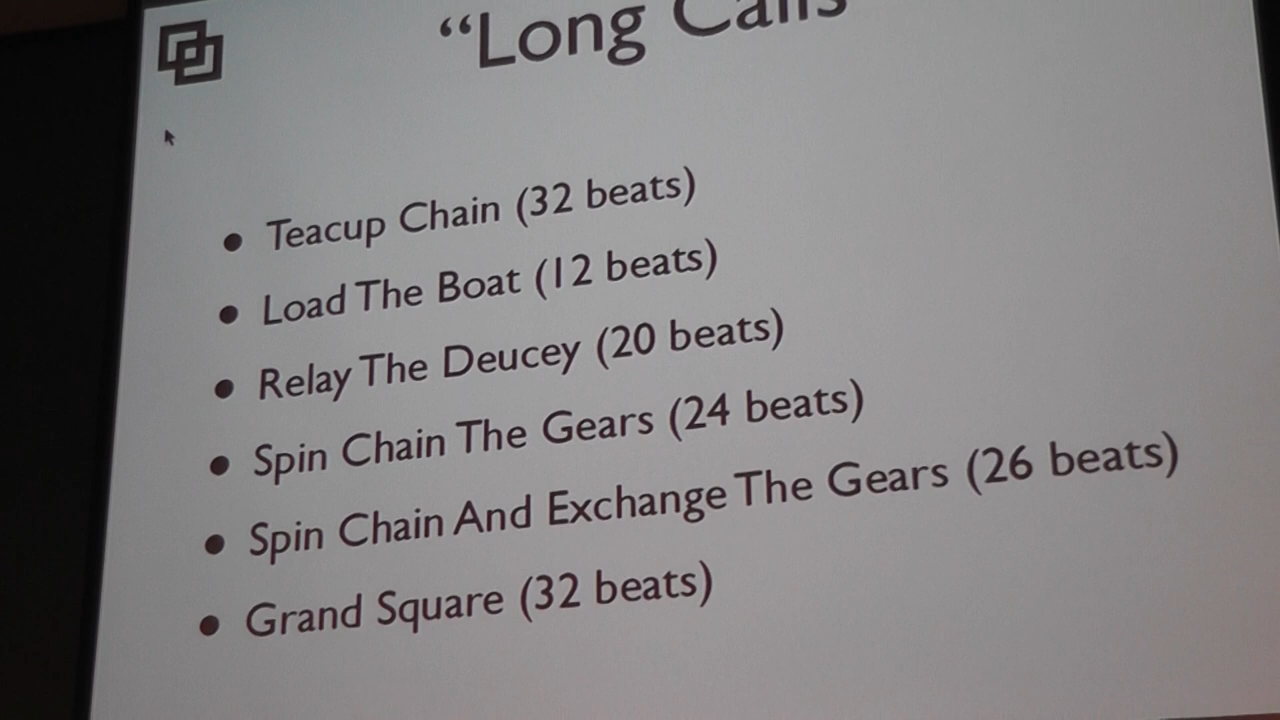 “Long Calls
• Teacup Chain (32 beats)
• Load The Boat (12 beats)
• Relay The Deucey (20 beats)
• Spin Chain The Gears (24 beats)
• Spin Chain And Exchange The Gears (26 beats)
• Grand Square (32 beats)